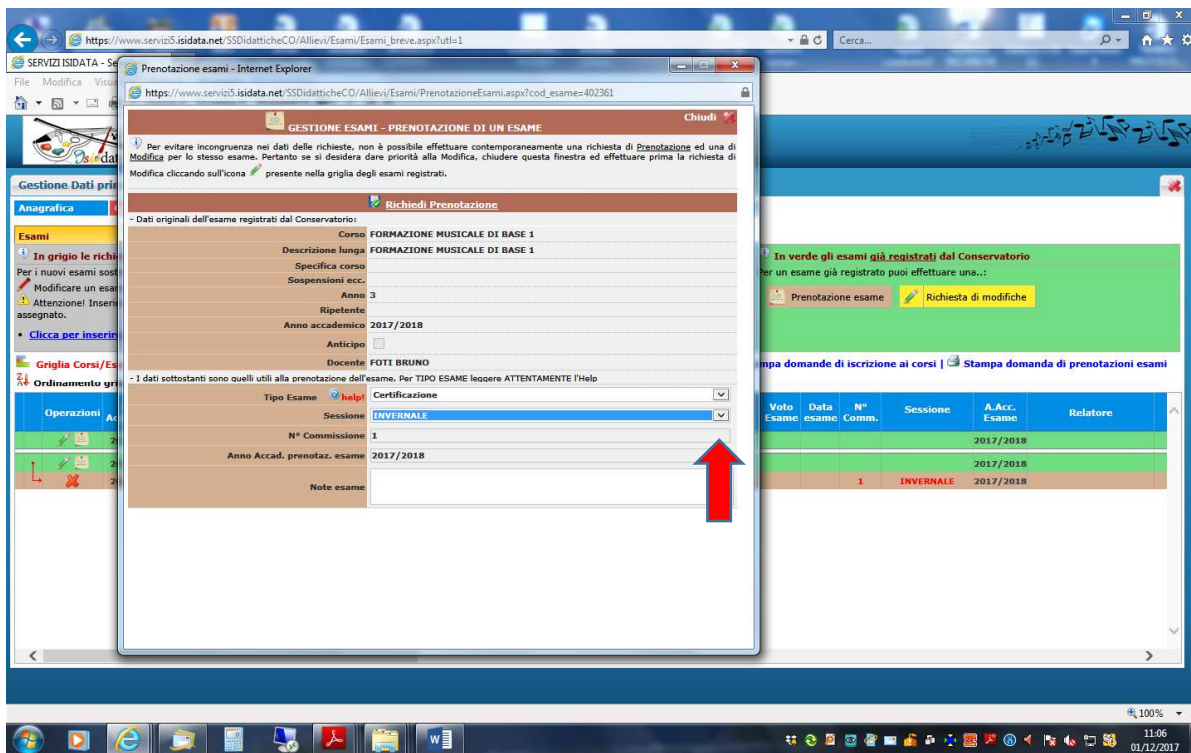 https://www.servizi5.isidata.net/SSDidatticheCO/Allievi/Esami/Esami_breve.aspx?utl=1
Cerca...
SERVIZI ISIDATA - Se
File Modifica Visua
Prenotazione esami - Internet Explorer
https://www.servizi5.isidata.net/SSDidatticheCO/Allievi/Esami/PrenotazioneEsami.aspx?cod_esame=402361
Chiudi
GESTIONE ESAMI - PRENOTAZIONE DI UN ESAME
Per evitare incongruenza nei dati delle richieste, non è possibile effettuare contemporaneamente una richiesta di Prenotazione ed una di
Modifica per lo stesso esame. Pertanto se si desidera dare priorità alla Modifica, chiudere questa finestra ed effettuare prima la richiesta di
Modifica cliccando sull'icona presente nella griglia degli esami registrati.
Richiedi Prenotazione
- Dati originali dell'esame registrati dal Conservatorio:
Corso FORMAZIONE MUSICALE DI BASE 1
Descrizione lunga FORMAZIONE MUSICALE DI BASE 1
Specifica corso
Sospensioni ecc.
Anno 3
Ripetente
Anno accademico 2017/2018
Anticipo
Docente FOTI BRUNO
- I dati sottostanti sono quelli utili alla prenotazione dell'esame. Per TIPO ESAME leggere ATTENTAMENTE l'Help
Tipo Esame help! Certificazione
Sessione INVERNALE
N° Commissione 1
Anno Accad. prenotaz. esame 2017/2018
Note esame
Isidat
Gestione Dati prin
Anagrafica
Esami
In grigio le richi
Per i nuovi esami sost
Modificare un esa
Attenzione! Inseri
assegnato.
Clicca per inserir
Griglia Corsi/Es
Ordinamento gri
Operazioni
In verde gli esami già registrati dal Conservatorio
Per un esame già registrato puoi effettuare una..:
Prenotazione esame Richiesta di modifiche
mpa domande di iscrizione ai corsi | Stampa domanda di prenotazioni esami
Voto Esame Data esame N° Comm. Sessione A.Acc. Esame Relatore
2017/2018
2017/2018
1 INVERNALE 2017/2018
100%
11:06
01/12/2017